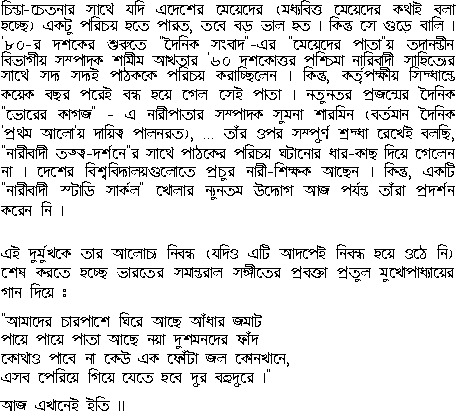 চিন্তা-চেতনার সাথে যদি এদেশের মেয়েদের (মধ্যবিত্ত মেয়েদের কথাই বলা
হচ্ছে) একটু পরিচয় হতে পারত, তবে বড় ভাল হত । কিন্তু সে গুড়ে বালি ।
'৮০-র দশকের শুরুতে "দৈনিক সংবাদ"-এর "মেয়েদের পাতা"য় তদানীন্তন
বিভাগীয় সম্পাদক শামীম আখতার '৬০ দশকোত্তর পশ্চিমা নারিবাদী সাহিত্যের
সাথে সদ্য সদ্যই পাঠককে পরিচয় করাচ্ছিলেন । কিন্তু, কর্তৃপক্ষীয় সিদ্ধান্তে
কয়েক বছর পরেই বন্ধ হয়ে গেল সেই পাতা । নতুনতর প্রজন্মের দৈনিক
"ভোরের কাগজ" - এ নারীপাতার সম্পাদক সুমনা শারমিন (বর্তমান দৈনিক
'প্রথম আলো'য় দায়িত্ব পালনরত), ... তাঁর ওপর সম্পুর্ণ শ্রদ্ধা রেখেই বলছি,
"নারীবাদী তত্ত্ব-দর্শনে"র সাথে পাঠকের পরিচয় ঘটানোর ধার-কাছ দিয়ে গেলেন
না । দেশের বিশ্ববিদ্যালয়গুলোতে প্রচুর নারী-শিক্ষক আছেন । কিন্তু, একটি
"নারীবাদী স্টাডি সার্কল" খোলার ন্যুনতম উদ্যোগ আজ পর্যন্ত তাঁরা প্রদর্শন
করেন নি ।
এই দুর্মুখকে তার আলোচ্য নিবন্ধ (যদিও এটি আদপেই নিবন্ধ হয়ে ওঠে নি)
শেষ করতে হচ্ছে ভারতের সমান্তরাল সঙ্গীতের প্রবক্তা প্রতুল মুখোপাধ্যায়ের
গান দিয়ে ঃ
"আমাদের চারপাশে ঘিরে আছে আঁধার জমাট
পায়ে পায়ে পাতা আছে নয়া দুশমনদের ফাঁদ
কোথাও পাবে না কেউ এক ফোঁটা জল কোনখানে,
এসব পেরিয়ে গিয়ে যেতে হবে দুর বহুদুরে ।"
আজ এখানেই ইতি ॥